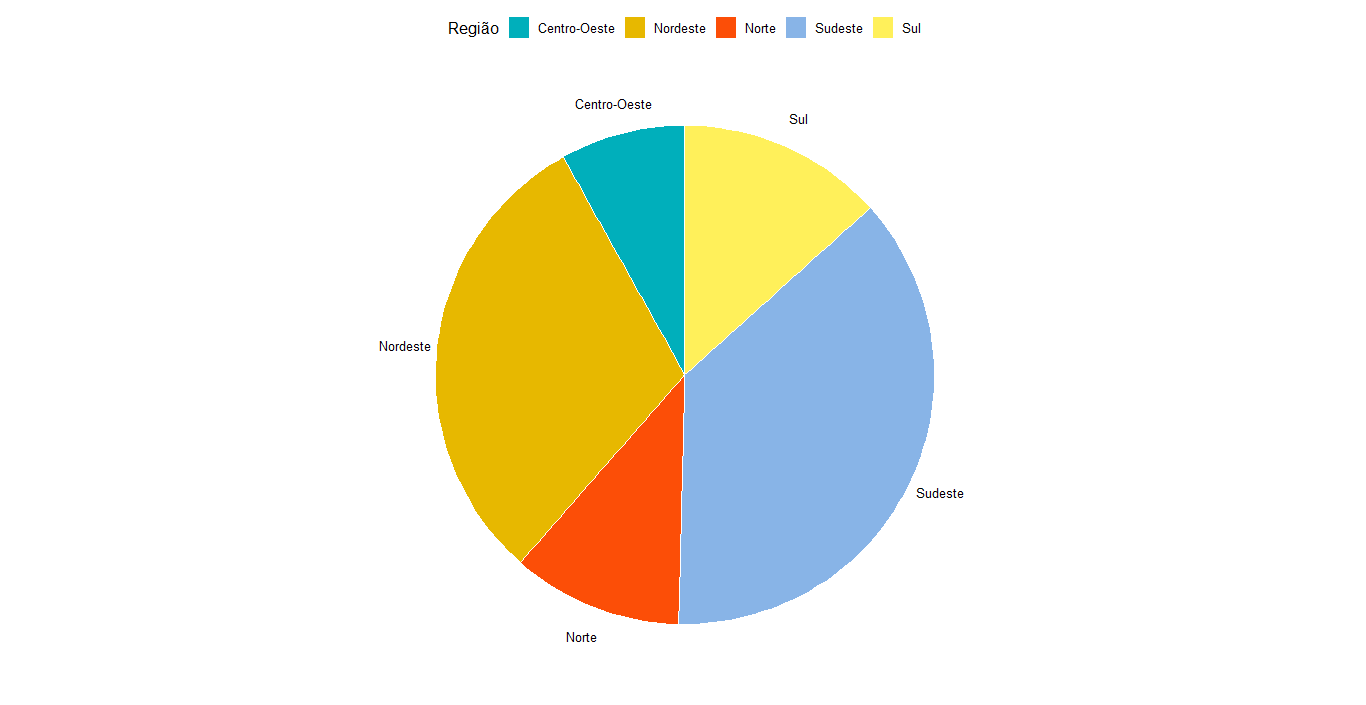 Região Centro-Oeste Nordeste Norte Sudeste Sul
Centro-Oeste
Sul
Nordeste
Sudeste
Norte